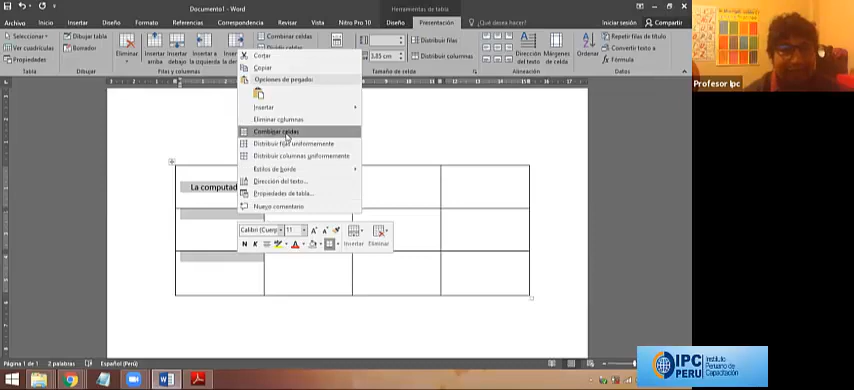 Documento1 - Word
Herramientas de tabla
Iniciar sesión
Compartir
Archivo
Inicio
Insertar
Diseño
Formato
Referencias
Correspondencia
Revisar
Vista
Nitro Pro 10
Diseño
Presentación
¿Qué desea hacer?
Seleccionar
Ver cuadrículas
Propiedades
Tabla
Dibujar tabla
Borrador
Dibujar
Eliminar
Insertar arriba
Insertar debajo
Insertar a la izquierda
Insertar a la de
Filas y columnas
Combinar celdas
3.85 cm
Distribuir filas
Distribuir columnas
Tamaño de celda
Dirección del texto
Márgenes de celda
Alineación
Ordenar
Repetir filas de título
Convertir texto a
Fórmula
Datos
Cortar
Copiar
Opciones de pegado:
Insertar
Eliminar columnas
Combinar celdas
Distribuir filas uniformemente
Distribuir columnas uniformemente
Estilos de borde
Dirección del texto...
Propiedades de tabla...
Nuevo comentario
La computad
Calibri (Cuerp
11
N K
Insertar
Eliminar
Página 1 de 1
2 palabras
Español (Perú)
Profesor Ipc
IPC PERU
Instituto
Peruano de
Capacitación